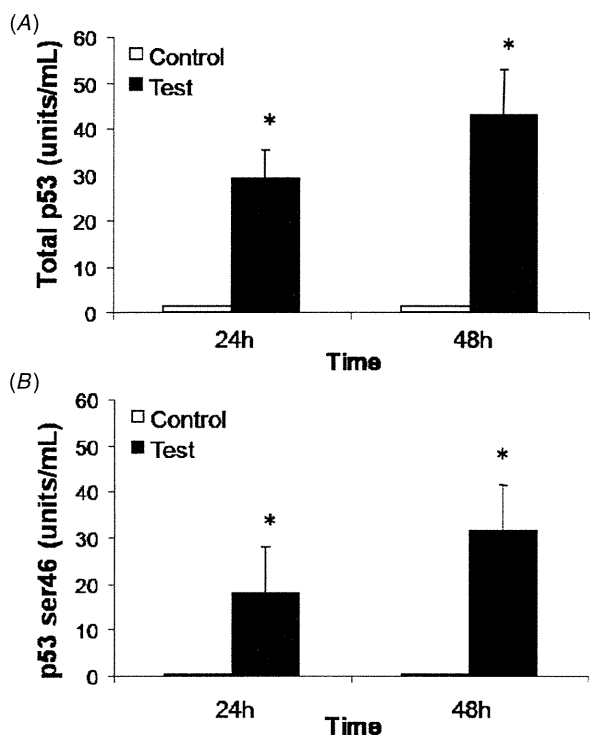 (A)
Total p53 (units/mL)
60
50
40
30
20
10
0
Control
Test
*
*
24h
48h
Time
(B)
p53 ser46 (units/mL)
60
50
40
30
20
10
0
Control
Test
*
*
24h
48h
Time